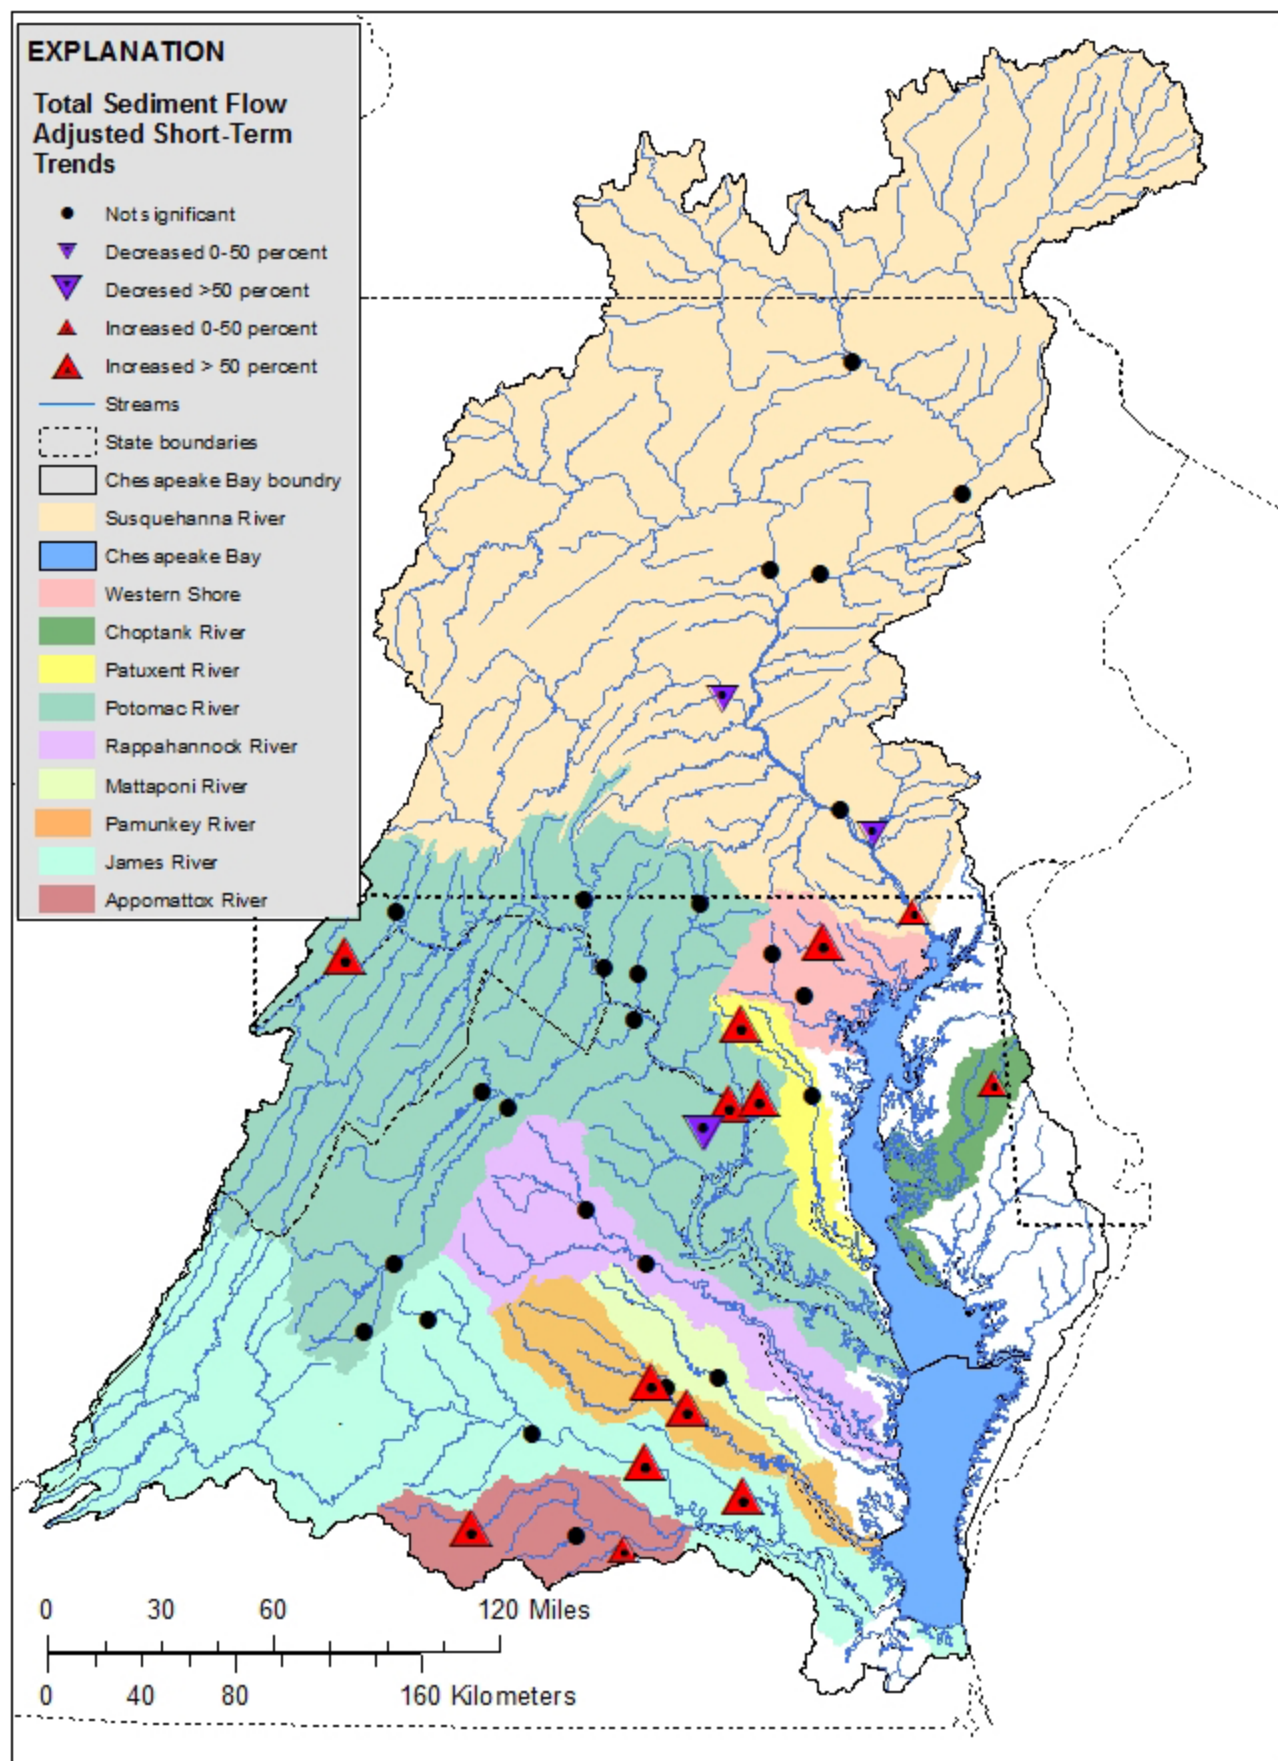 EXPLANATION
Total Sediment Flow
Adjusted Short-Term
Trends
Not significant
Decreased 0-50 percent
Decresed >50 percent
Increased 0-50 percent
Increased > 50 percent
Streams
State boundaries
Chesapeake Bay boundry
Susquehanna River
Chesapeake Bay
Western Shore
Choptank River
Patuxent River
Potomac River
Rappahannock River
Mattaponi River
Pamunkey River
James River
Appomattox River
0 30 60 120 Miles
0 40 80 160 Kilometers